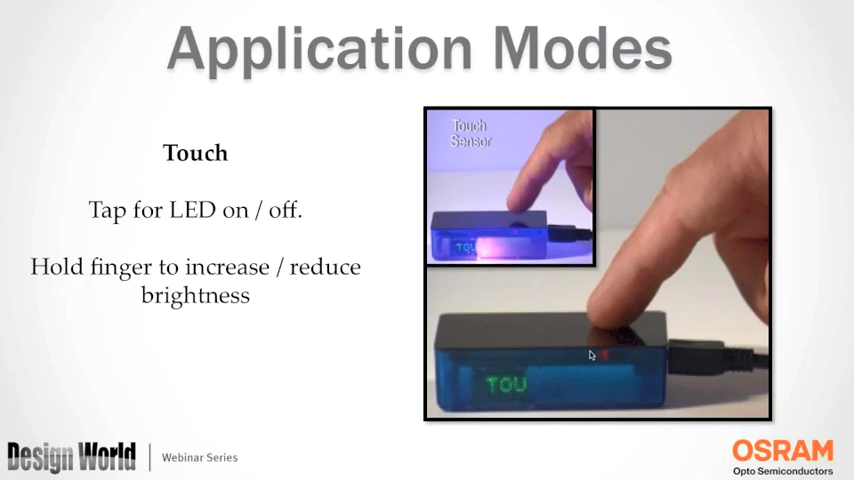 Application Modes
Touch
Tap for LED on / off.
Hold finger to increase / reduce
brightness
Touch
Sensor
TOU
TOU
Design World
Webinar Series
OSRAM
Opto Semiconductors